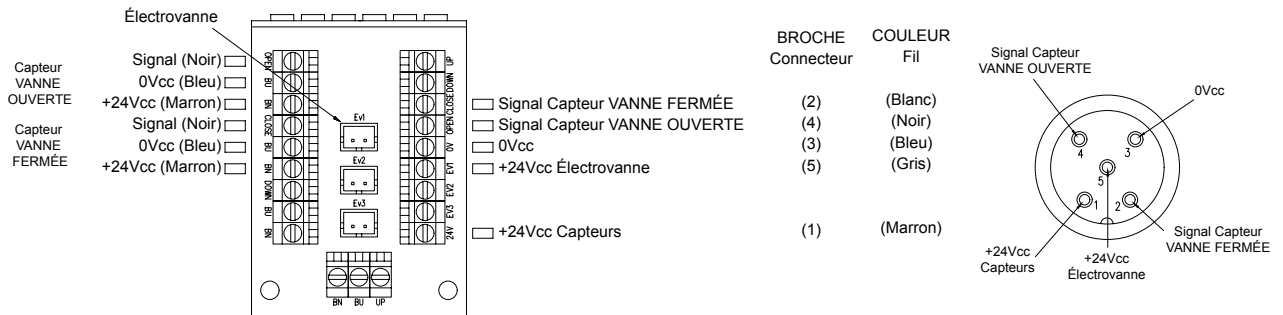 Électrovanne
Capteur
VANNE
OUVERTE
Signal (Noir)
0Vcc (Bleu)
+24Vcc (Marron)
Capteur
VANNE
FERMÉE
Signal (Noir)
0Vcc (Bleu)
+24Vcc (Marron)
OPEN
BU
BN
CLOSE
BU
BN
DOWN
BU
BN
Ev1
Ev2
Ev3
UP
DOWN
CLOSE
OPEN
0V
EV1
EV2
EV3
24V
BN BU UP
BROCHE
Connecteur
COULEUR
Fil
Signal Capteur VANNE FERMÉE (2) (Blanc)
Signal Capteur VANNE OUVERTE (4) (Noir)
0Vcc (3) (Bleu)
+24Vcc Électrovanne (5) (Gris)
+24Vcc Capteurs (1) (Marron)
Signal Capteur
VANNE OUVERTE
0Vcc
4
3
5
1
2
+24Vcc
Capteurs
+24Vcc
Électrovanne
Signal Capteur
VANNE FERMÉE